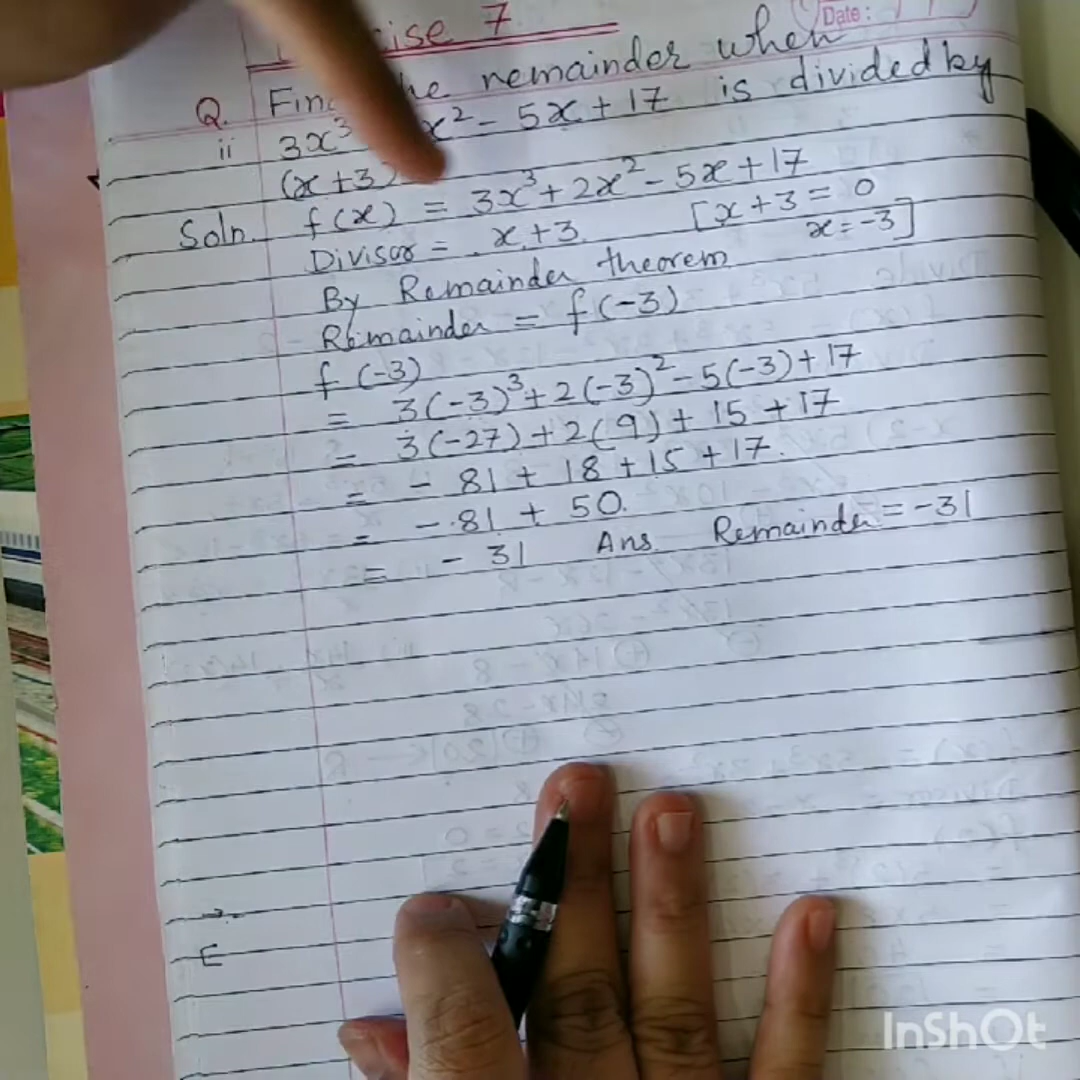 7
Date:
Q. the remainder when
ii 3x³ x² - 5x + 17 is divided by
(x + 3)
Soln. f(x) = 3x³ + 2x² - 5x + 17
Divisor = x + 3 [x + 3 = 0
x = -3]
By Remainder theorem
Remainder = f(-3)
f(-3)
= 3(-3)³ + 2(-3)² - 5(-3) + 17
= 3(-27) + 2(9) + 15 + 17
= - 81 + 18 + 15 + 17.
= - 81 + 50.
= - 31 Ans. Remainder = -31
E
InShOt